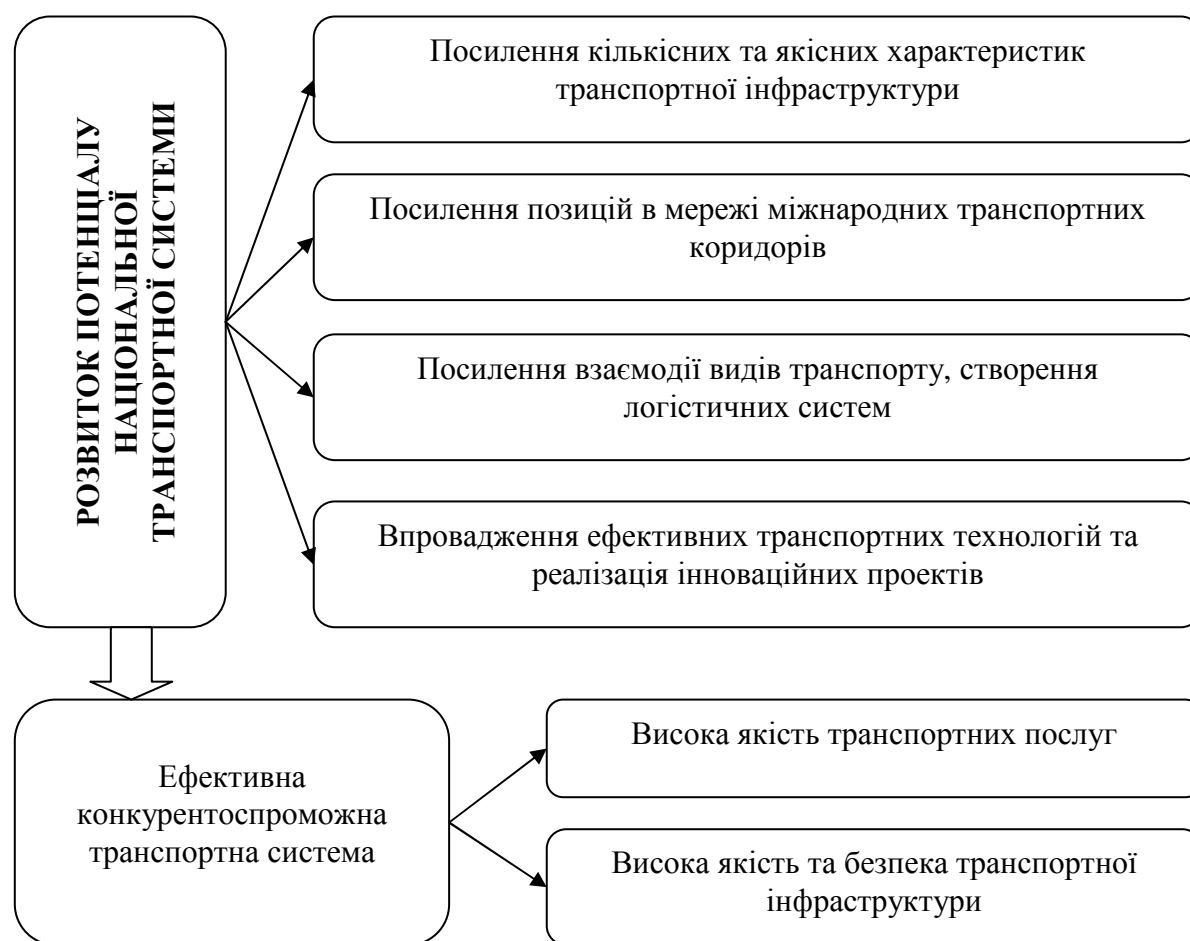 РОЗВИТОК ПОТЕНЦІАЛУ
НАЦІОНАЛЬНОЇ
ТРАНСПОРТНОЇ СИСТЕМИ
Посилення кількісних та якісних характеристик
транспортної інфраструктури
Посилення позицій в мережі міжнародних транспортних
коридорів
Посилення взаємодії видів транспорту, створення
логістичних систем
Впровадження ефективних транспортних технологій та
реалізація інноваційних проектів
Ефективна
конкурентоспроможна
транспортна система
Висока якість транспортних послуг
Висока якість та безпека транспортної
інфраструктури